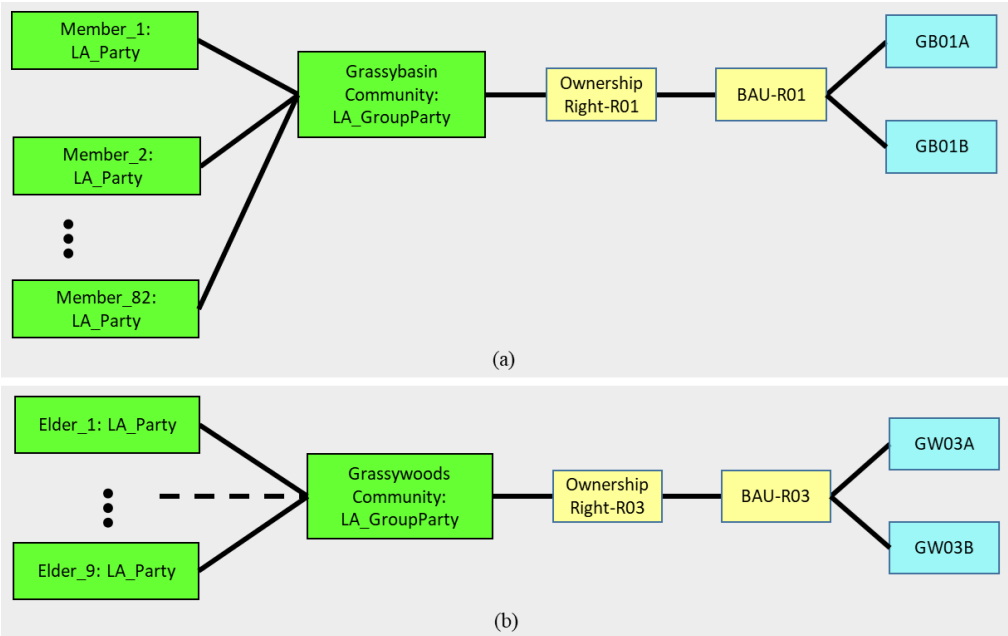 Member_1:
LA_Party
Member_2:
LA_Party
Member_82:
LA_Party
Grassybasin
Community:
LA_GroupParty
Ownership
Right-R01
BAU-R01
GB01A
GB01B
(a)
Elder_1: LA_Party
Elder_9: LA_Party
Grassywoods
Community:
LA_GroupParty
Ownership
Right-R03
BAU-R03
GW03A
GW03B
(b)